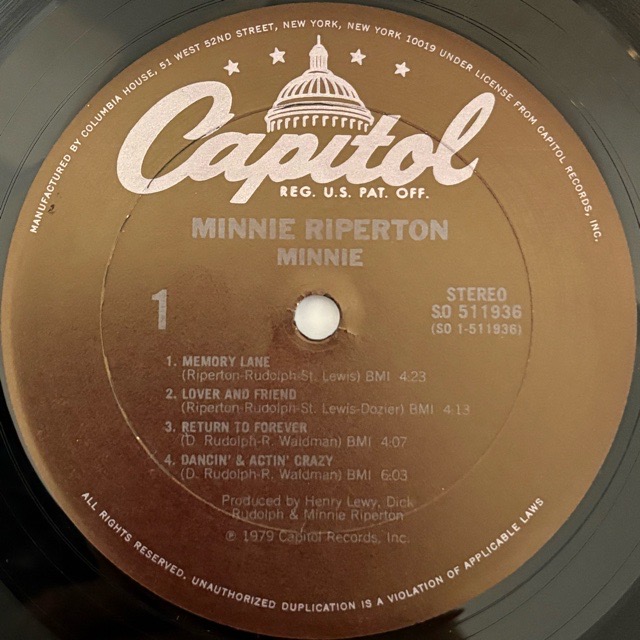 MANUFACTURED BY COLUMBIA HOUSE, 51 WEST 52ND STREET, NEW YORK, NEW YORK 10019 UNDER LICENSE FROM CAPITOL RECORDS, INC.
Capitol
REG. U.S. PAT. OFF.
MINNIE RIPERTON
MINNIE
1
STEREO
SO 511936
(SO 1-511936)
1. MEMORY LANE
(Riperton-Rudolph-St. Lewis) BMI 4:23
2. LOVER AND FRIEND
(Riperton-Rudolph-St. Lewis-Dozier) BMI 4:13
3. RETURN TO FOREVER
(D. Rudolph-R. Waldman) BMI 4:07
4. DANCIN' & ACTIN' CRAZY
(D. Rudolph-R. Waldman) BMI 6:03
Produced by Henry Lewy, Dick
Rudolph & Minnie Riperton
℗ 1979 Capitol Records, Inc.
ALL RIGHTS RESERVED. UNAUTHORIZED DUPLICATION IS A VIOLATION OF APPLICABLE LAWS